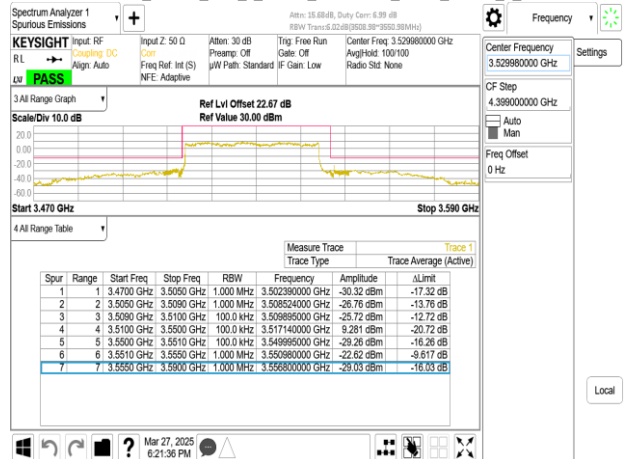 Spectrum Analyzer 1
Spurious Emissions
Attn: 15.68dB, Duty Corr: 6.99 dB
RBW Trans:6.02dB(3508.98~3550.98MHz)
Frequency
KEYSIGHT Input: RF Input Z: 50 Ω Atten: 30 dB Trig: Free Run Center Freq: 3.529980000 GHz
RL Coupling: DC Corr Preamp: Off Gate: Off Avg|Hold: 100/100
Align: Auto Freq Ref: Int (S) µW Path: Standard IF Gain: Low Radio Std: None
LXI PASS NFE: Adaptive
Center Frequency
3.529980000 GHz
Settings
CF Step
4.399000000 GHz
Auto
Man
Freq Offset
0 Hz
3 All Range Graph
Ref Lvl Offset 22.67 dB
Scale/Div 10.0 dB Ref Value 30.00 dBm
20.0
0.00
-20.0
-40.0
-60.0
Start 3.470 GHz Stop 3.590 GHz
4 All Range Table
Measure Trace Trace 1
Trace Type Trace Average (Active)
Spur Range Start Freq Stop Freq RBW Frequency Amplitude ΔLimit
1 1 3.4700 GHz 3.5050 GHz 1.000 MHz 3.502390000 GHz -30.32 dBm -17.32 dB
2 2 3.5050 GHz 3.5090 GHz 1.000 MHz 3.508524000 GHz -26.76 dBm -13.76 dB
3 3 3.5090 GHz 3.5100 GHz 100.0 kHz 3.509895000 GHz -25.72 dBm -12.72 dB
4 4 3.5100 GHz 3.5500 GHz 100.0 kHz 3.517140000 GHz 9.281 dBm -20.72 dB
5 5 3.5500 GHz 3.5510 GHz 100.0 kHz 3.549995000 GHz -29.26 dBm -16.26 dB
6 6 3.5510 GHz 3.5550 GHz 1.000 MHz 3.550980000 GHz -22.62 dBm -9.617 dB
7 7 3.5550 GHz 3.5900 GHz 1.000 MHz 3.556800000 GHz -29.03 dBm -16.03 dB
Local
Mar 27, 2025
6:21:36 PM